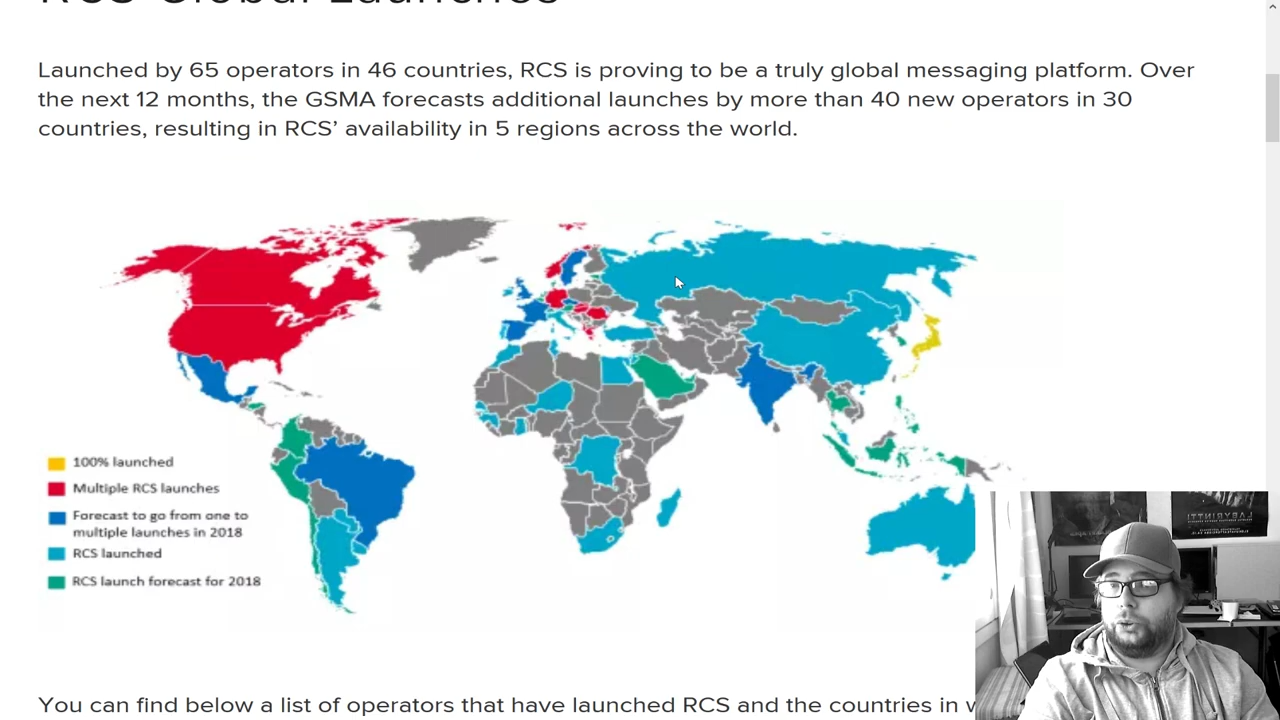 RCS Global Launches
Launched by 65 operators in 46 countries, RCS is proving to be a truly global messaging platform. Over
the next 12 months, the GSMA forecasts additional launches by more than 40 new operators in 30
countries, resulting in RCS’ availability in 5 regions across the world.
100% launched
Multiple RCS launches
Forecast to go from one to
multiple launches in 2018
RCS launched
RCS launch forecast for 2018
You can find below a list of operators that have launched RCS and the countries in